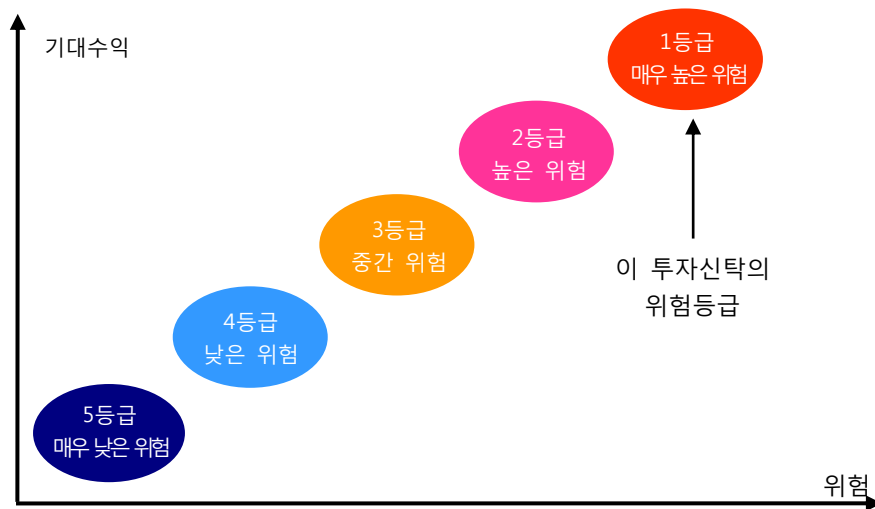 기대수익
1등급
매우 높은 위험
2등급
높은 위험
3등급
중간 위험
이 투자신탁의
위험등급
4등급
낮은 위험
5등급
매우 낮은 위험
위험